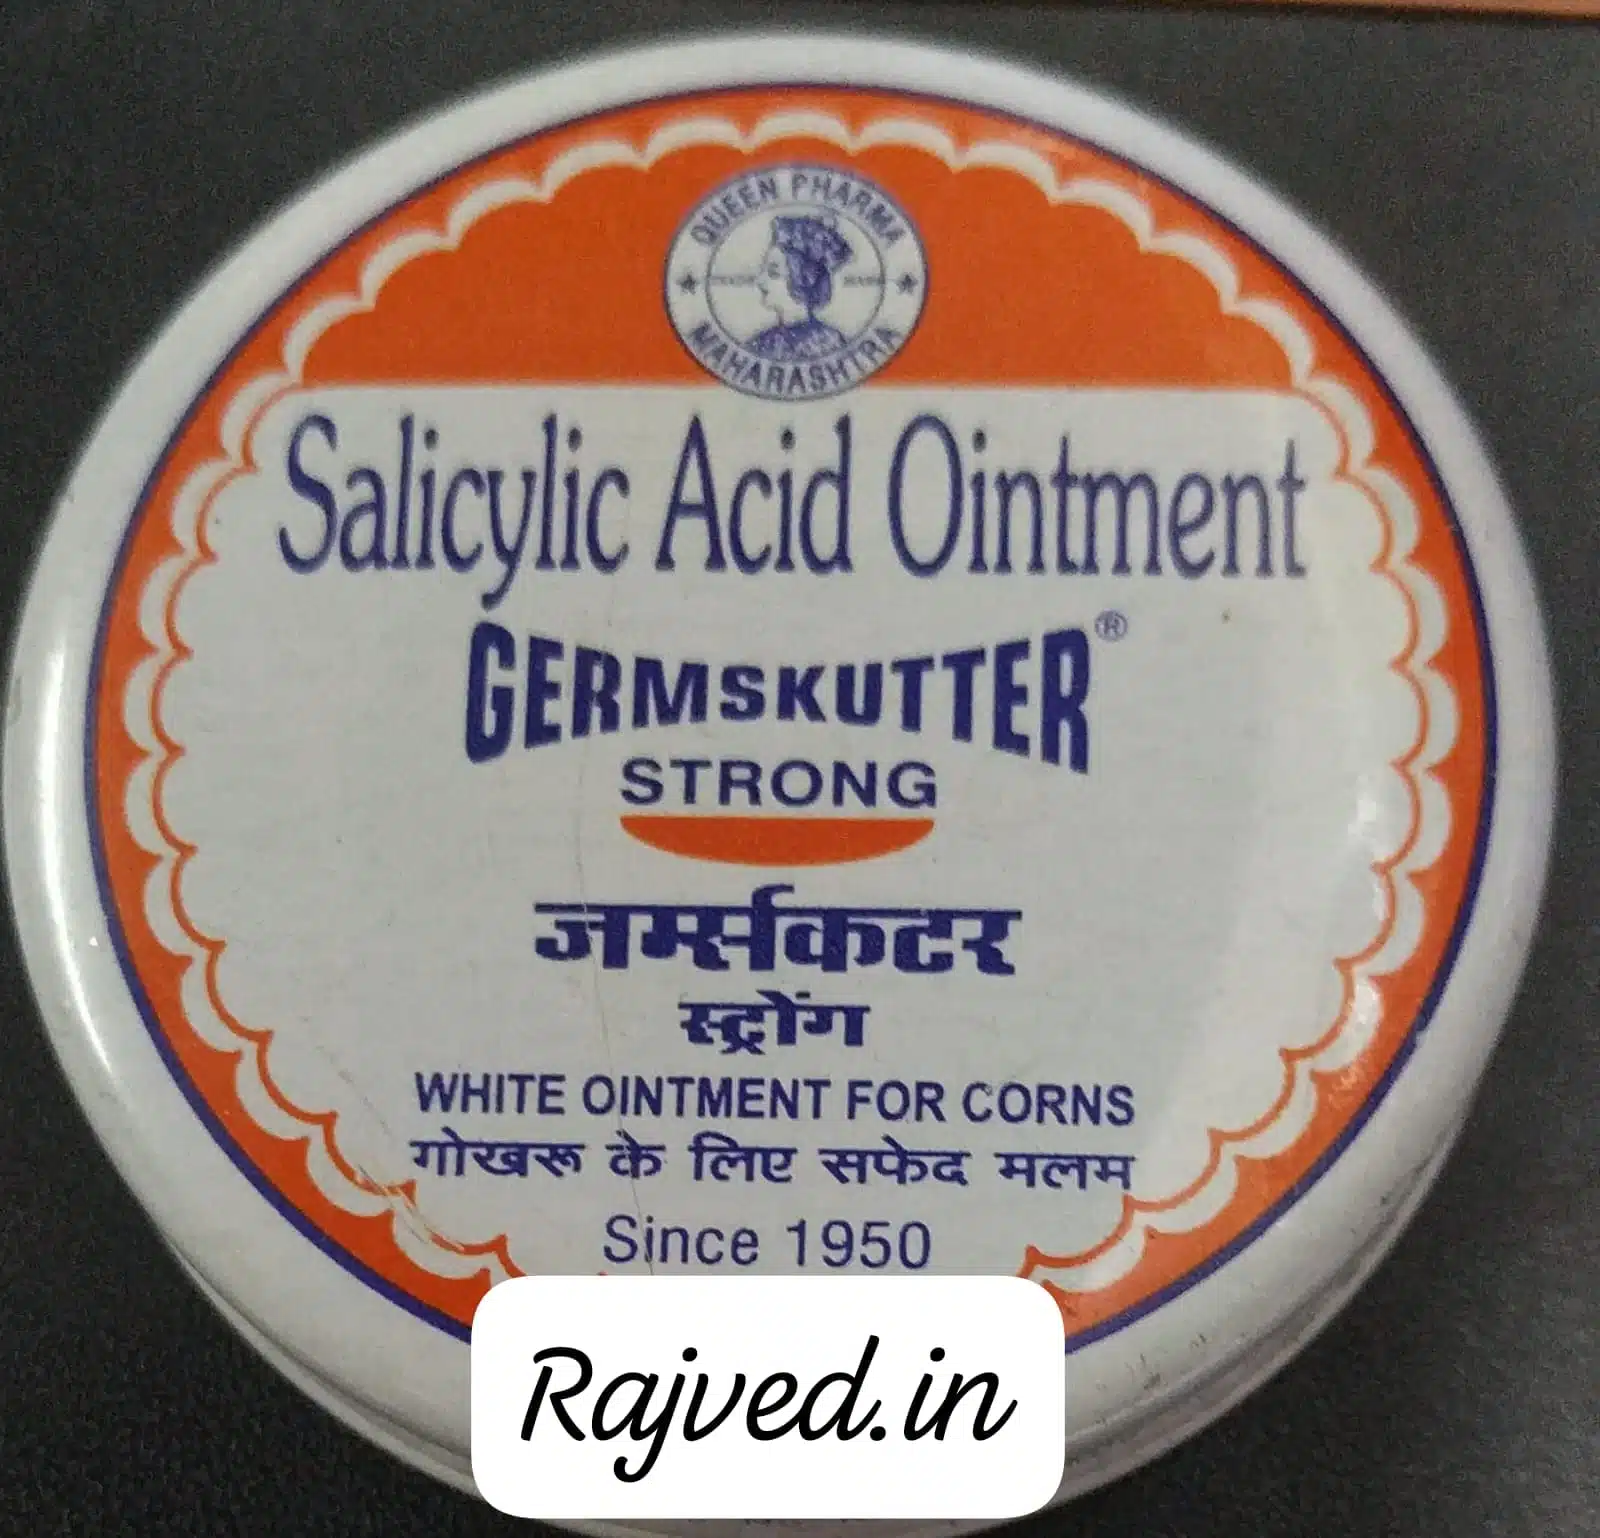 QUEEN PHARMA
MAHARASHTRA
Salicylic Acid Ointment
GERMSKUTTER®
STRONG
जर्म्सकटर
स्ट्रोंग
WHITE OINTMENT FOR CORNS
गोखरू के लिए सफेद मलम
Since 1950
Rajved.in